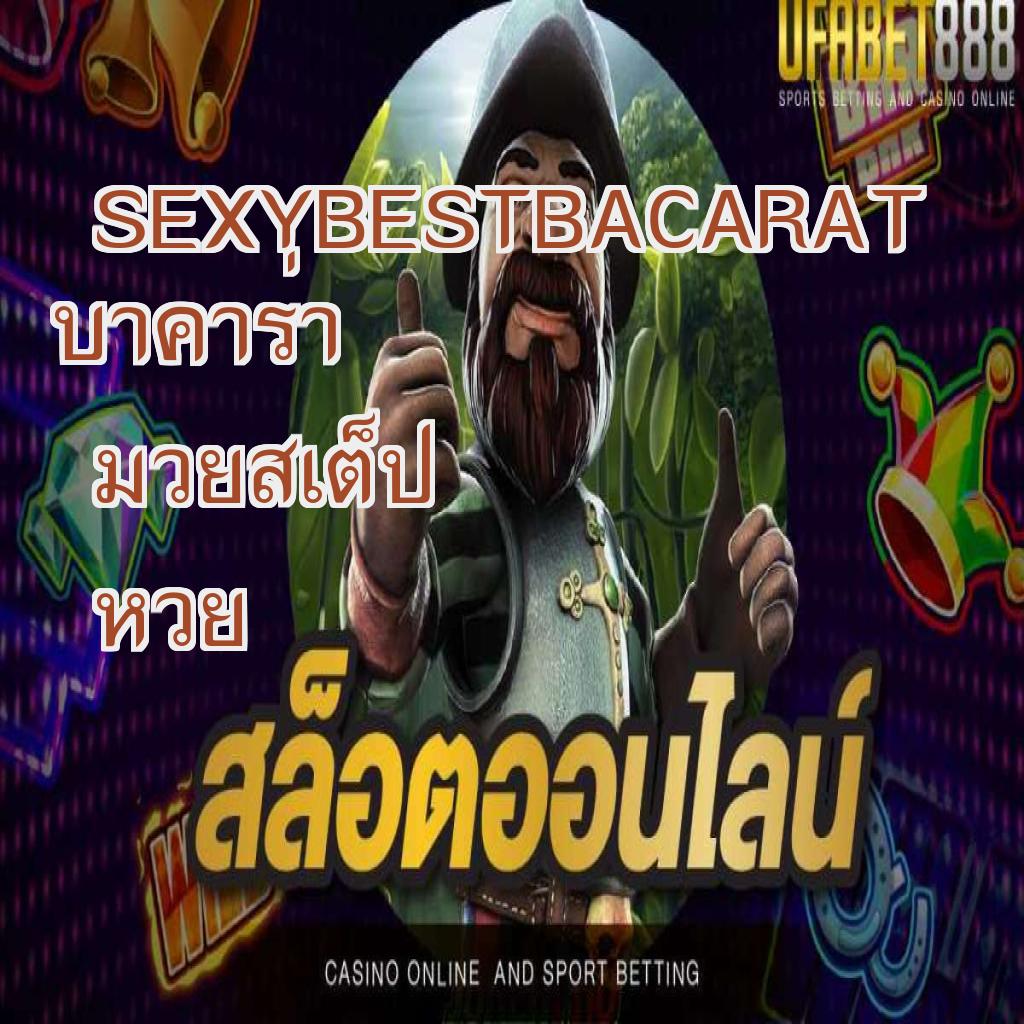 UFABET888
SPORTS BETTING AND CASINO ONLINE
BAR
SEXYBESTBACARAT
บาคารา
มวยสเต็ป
หวย
สล็อตออนไลน์
WIN
CASINO ONLINE AND SPORT BETTING